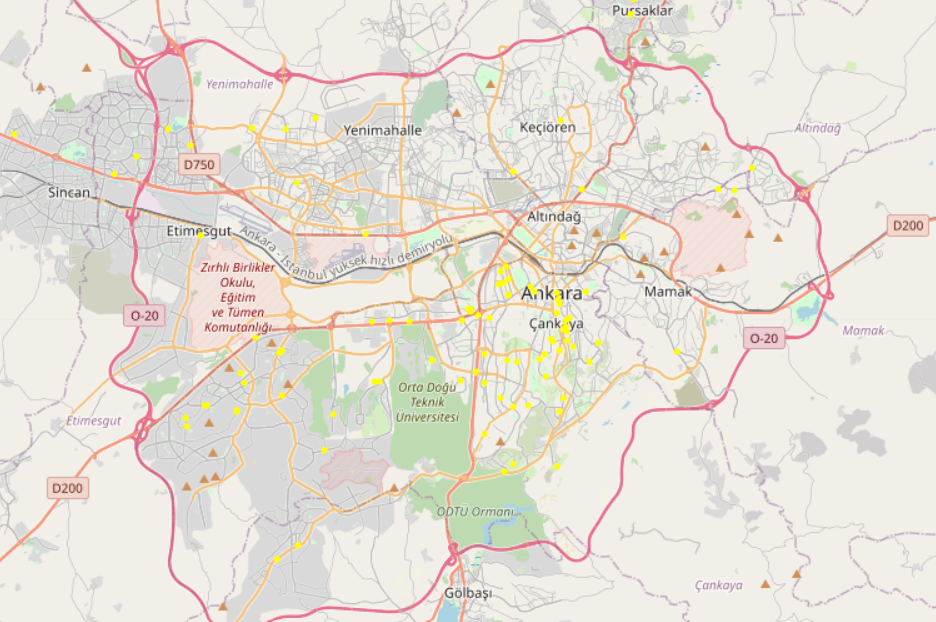 Pursaklar
Yenimahalle
Yenimahalle
Keçiören
Altındağ
D750
Sincan
Altındağ
D200
Etimesgut
Ankara - İstanbul yüksek hızlı demiryolu
Zırhlı Birlikler
Okulu,
Eğitim
ve Tümen
Komutanlığı
Ankara
Mamak
O-20
Çankaya
O-20
Mamak
Orta Doğu
Teknik
Üniversitesi
Etimesgut
D200
ODTÜ Ormanı
Çankaya
Gölbaşı